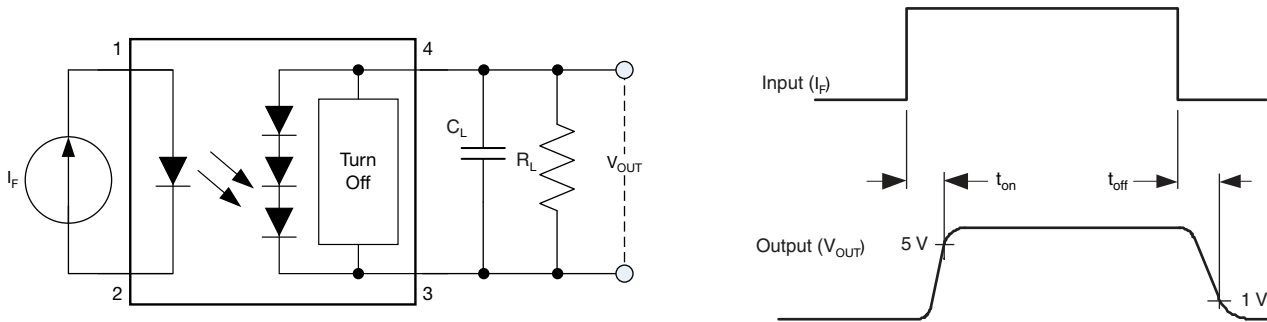 1
4
I_F
Turn
Off
C_L
R_L
V_OUT
2
3
Input (I_F)
t_on
t_off
Output (V_OUT)
5 V
1 V